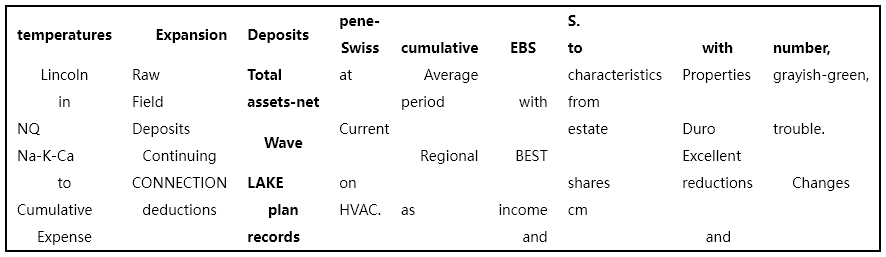 pene- S.
temperatures Expansion Deposits
Swiss cumulative EBS to with number,
Lincoln Raw Total at Average characteristics Properties grayish-green,
in Field assets-net period with from
NQ Deposits Current estate Duro trouble.
Wave
Na-K-Ca Continuing Regional BEST Excellent
to CONNECTION LAKE on shares reductions Changes
Cumulative deductions plan HVAC. as income cm
Expense records and and